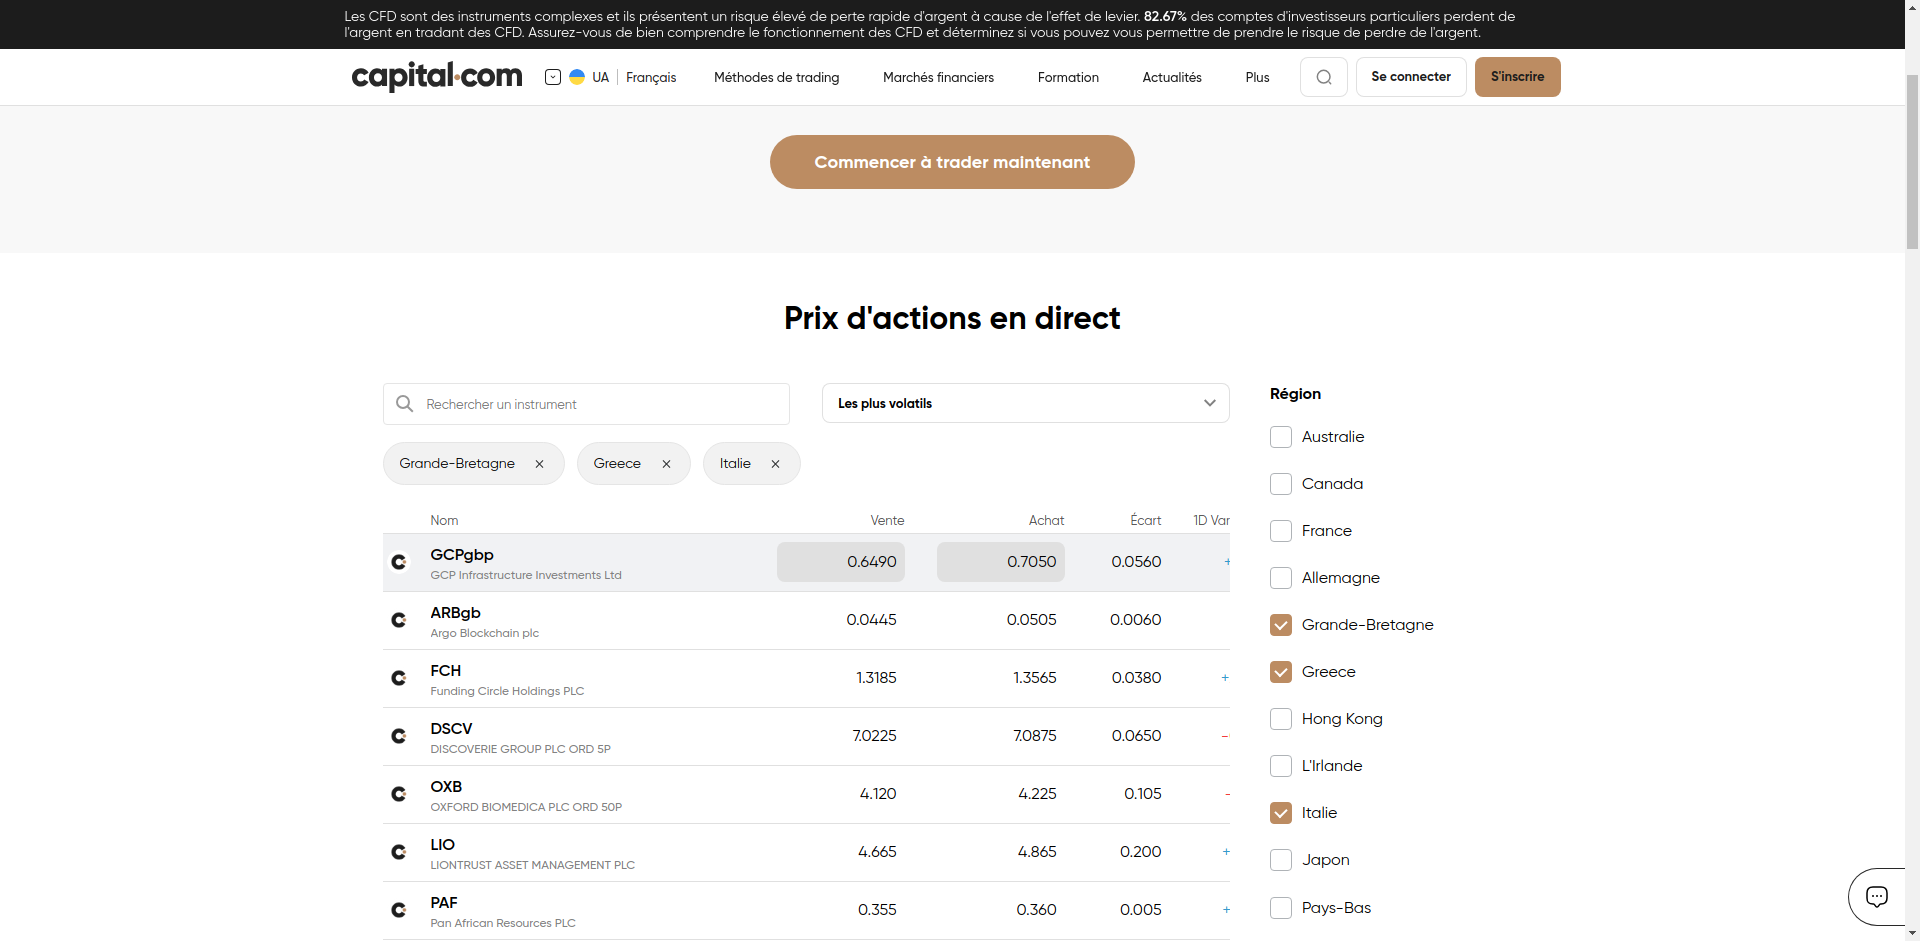 Les CFD sont des instruments complexes et ils présentent un risque élevé de perte rapide d'argent à cause de l'effet de levier. 82.67% des comptes d'investisseurs particuliers perdent de
l'argent en tradant des CFD. Assurez-vous de bien comprendre le fonctionnement des CFD et déterminez si vous pouvez vous permettre de prendre le risque de perdre de l'argent.
capital.com UA Français Méthodes de trading Marchés financiers Formation Actualités Plus Se connecter S'inscrire
Commencer à trader maintenant
Prix d'actions en direct
Rechercher un instrument
Les plus volatils
Grande-Bretagne × Greece × Italie ×
Nom Vente Achat Écart 1D Var
GCPgbp 0.6490 0.7050 0.0560 +
GCP Infrastructure Investments Ltd
ARBgb 0.0445 0.0505 0.0060
Argo Blockchain plc
FCH 1.3185 1.3565 0.0380 +
Funding Circle Holdings PLC
DSCV 7.0225 7.0875 0.0650 -
DISCOVERIE GROUP PLC ORD 5P
OXB 4.120 4.225 0.105 -
OXFORD BIOMEDICA PLC ORD 50P
LIO 4.665 4.865 0.200 +
LIONTRUST ASSET MANAGEMENT PLC
PAF 0.355 0.360 0.005 +
Pan African Resources PLC
Région
Australie
Canada
France
Allemagne
Grande-Bretagne
Greece
Hong Kong
L'Irlande
Italie
Japon
Pays-Bas